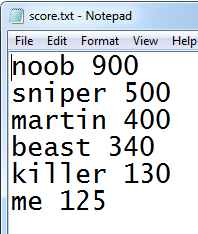 score.txt - Notepad
File Edit Format View Help
noob 900
sniper 500
martin 400
beast 340
killer 130
me 125